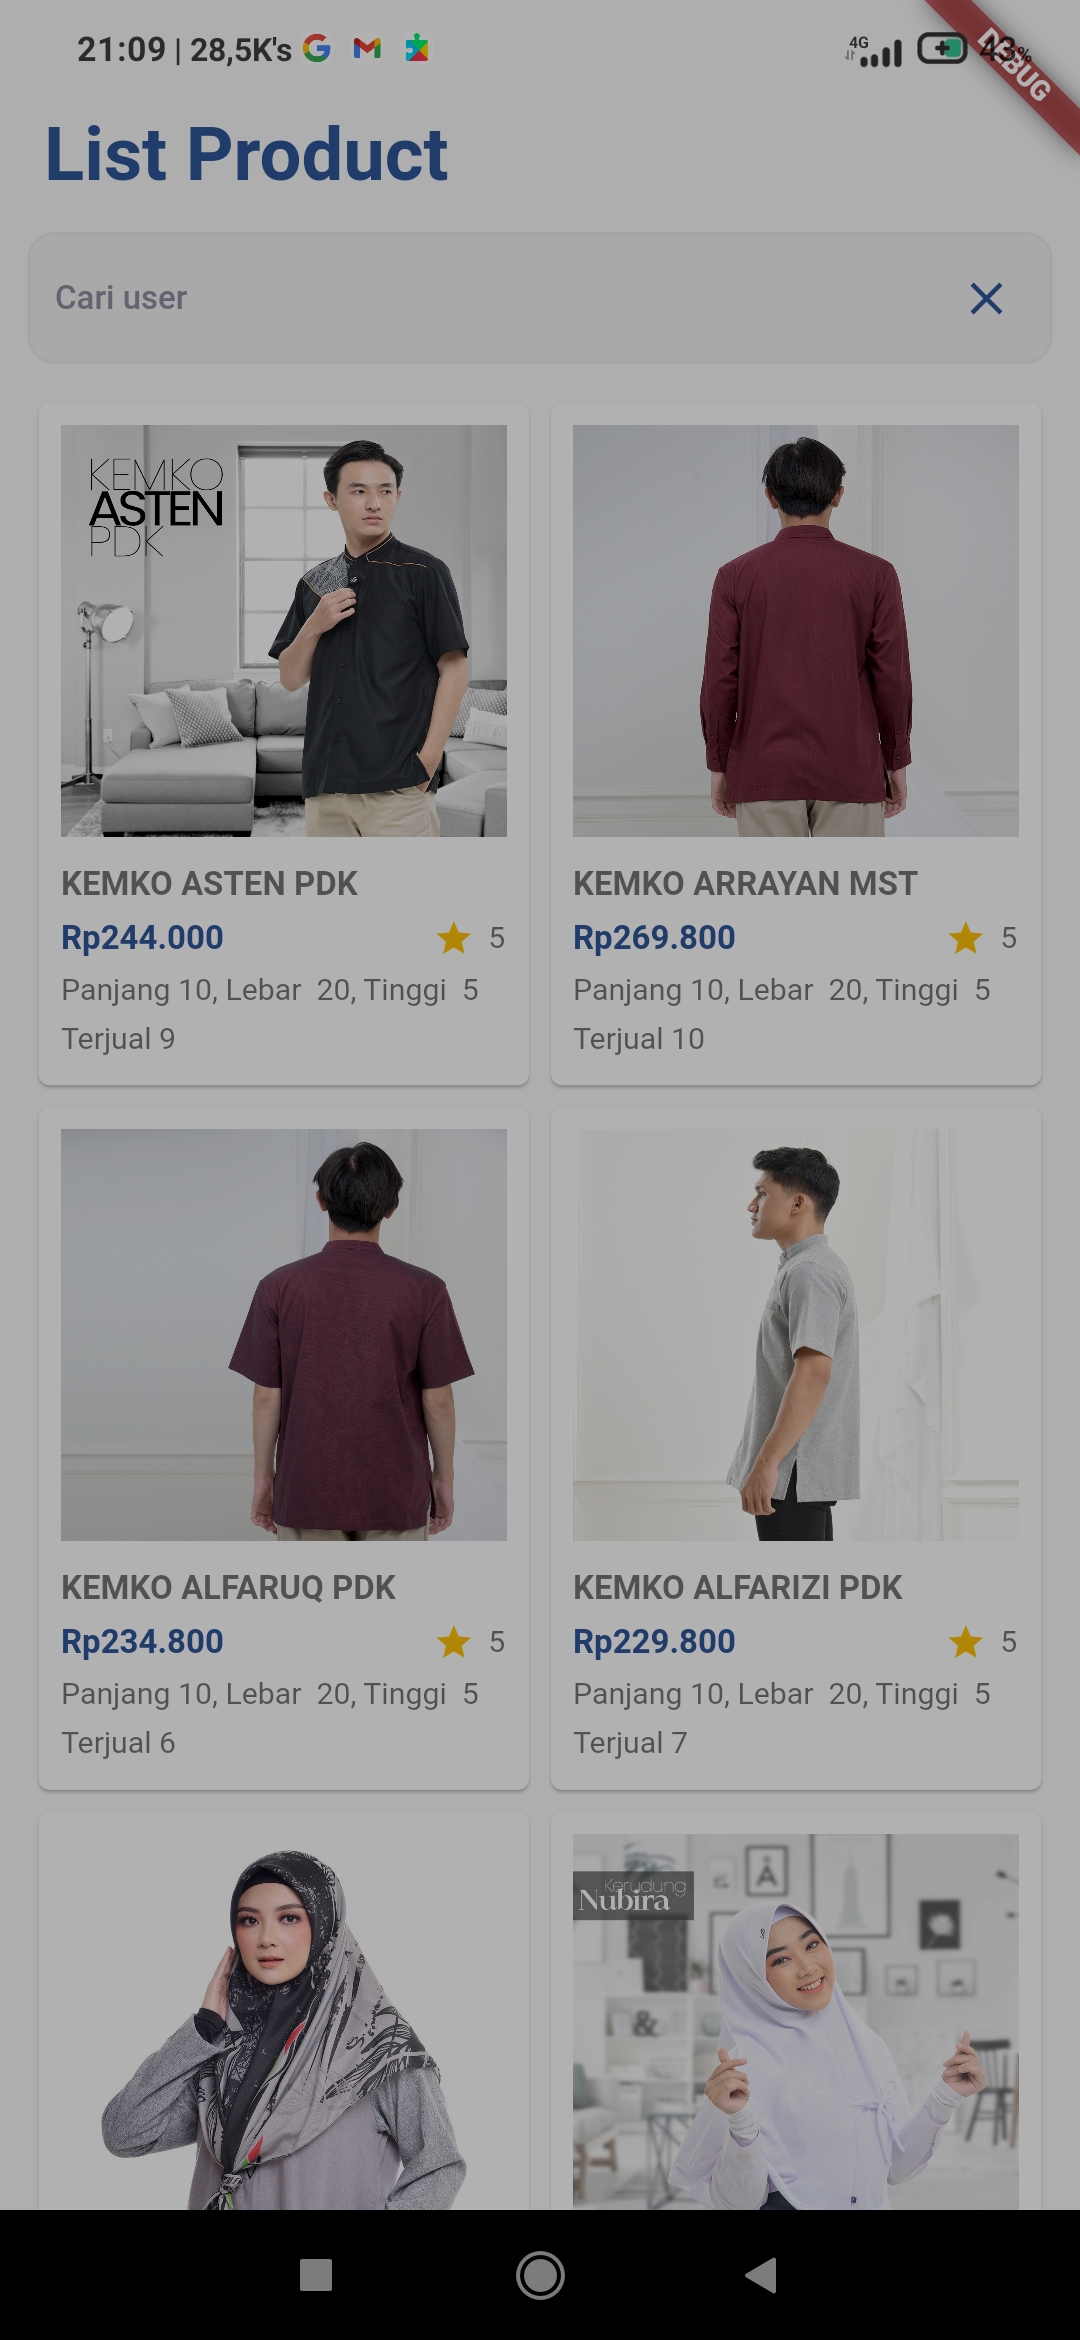 21:09 | 28,5K's
4G
43%
DEBUG
List Product
Cari user
KEMKO
ASTEN
PDK
KEMKO ASTEN PDK
Rp244.000 5
Panjang 10, Lebar  20, Tinggi  5
Terjual 9
KEMKO ARRAYAN MST
Rp269.800 5
Panjang 10, Lebar  20, Tinggi  5
Terjual 10
KEMKO ALFARUQ PDK
Rp234.800 5
Panjang 10, Lebar  20, Tinggi  5
Terjual 6
KEMKO ALFARIZI PDK
Rp229.800 5
Panjang 10, Lebar  20, Tinggi  5
Terjual 7
Kerudung
Nubira
A
&